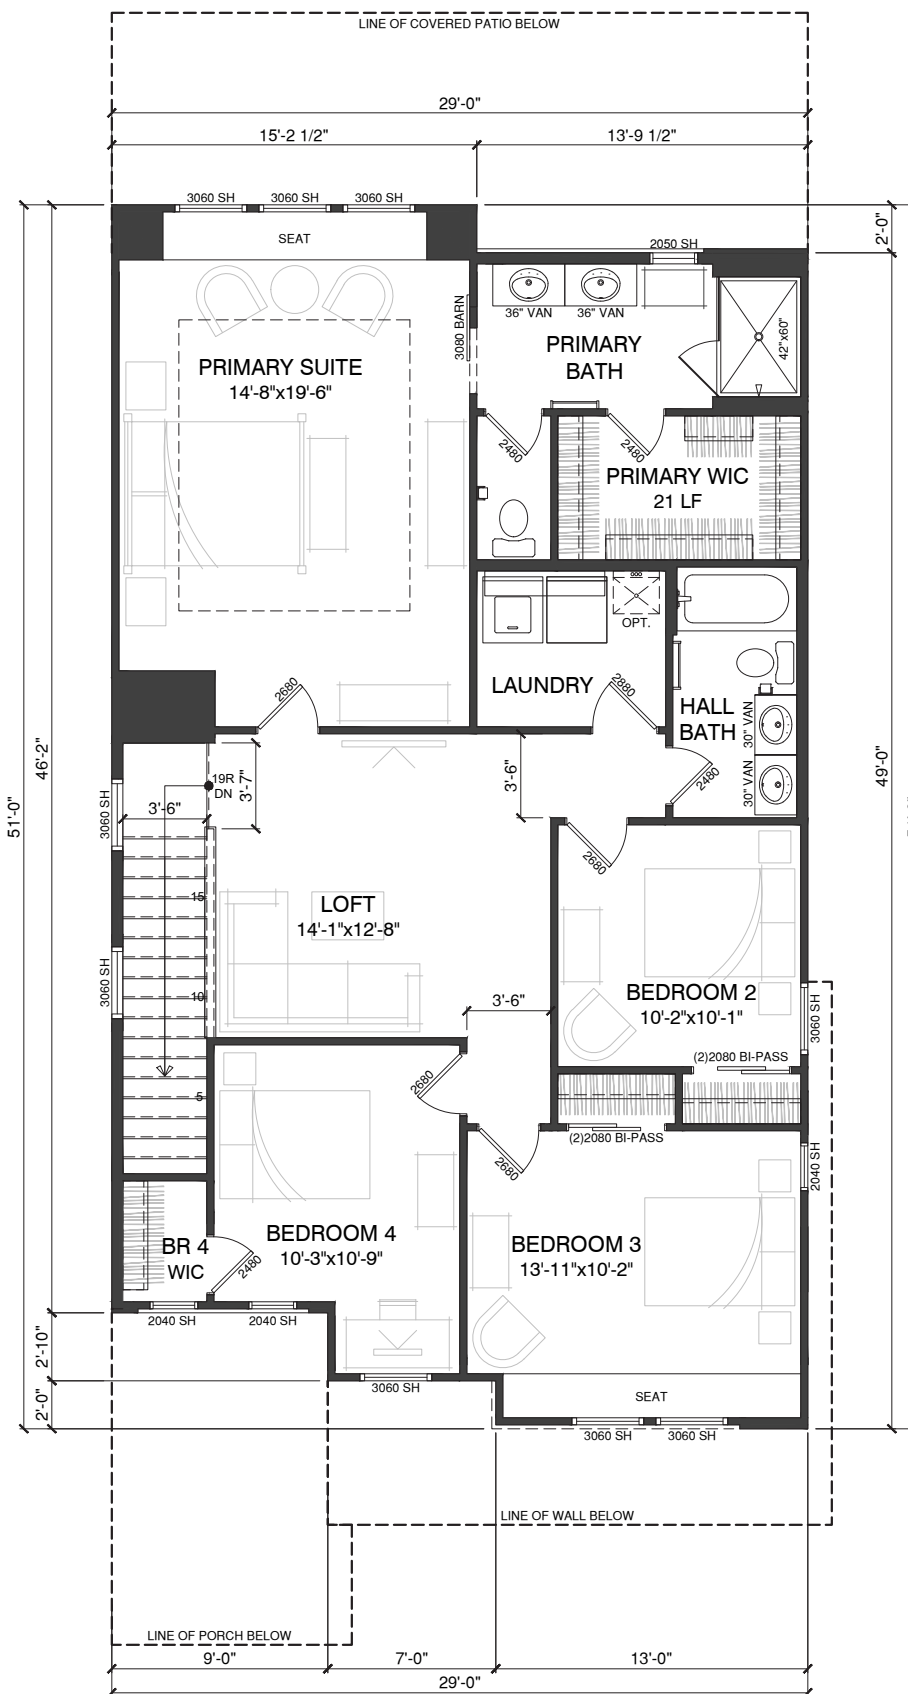 LINE OF COVERED PATIO BELOW
29'-0"
15'-2 1/2"
13'-9 1/2"
3060 SH
3060 SH
3060 SH
SEAT
2'-0"
2050 SH
36" VAN
36" VAN
3080 BARN
42"x60"
PRIMARY SUITE
14'-8"x19'-6"
PRIMARY
BATH
2480
2480
PRIMARY WIC
21 LF
OPT.
LAUNDRY
2680
2880
HALL
BATH
30" VAN
30" VAN
2480
51'-0"
46'-2"
49'-0"
3'-7"
19R
DN
3'-6"
3'-6"
3060 SH
2680
15
LOFT
14'-1"x12'-8"
3060 SH
10
BEDROOM 2
10'-2"x10'-1"
3'-6"
3060 SH
(2)2080 BI-PASS
5
2680
(2)2080 BI-PASS
2680
2040 SH
BR 4
WIC
2480
BEDROOM 4
10'-3"x10'-9"
BEDROOM 3
13'-11"x10'-2"
2040 SH
2040 SH
2'-10"
2'-0"
3060 SH
SEAT
3060 SH
3060 SH
LINE OF WALL BELOW
LINE OF PORCH BELOW
9'-0"
7'-0"
13'-0"
29'-0"